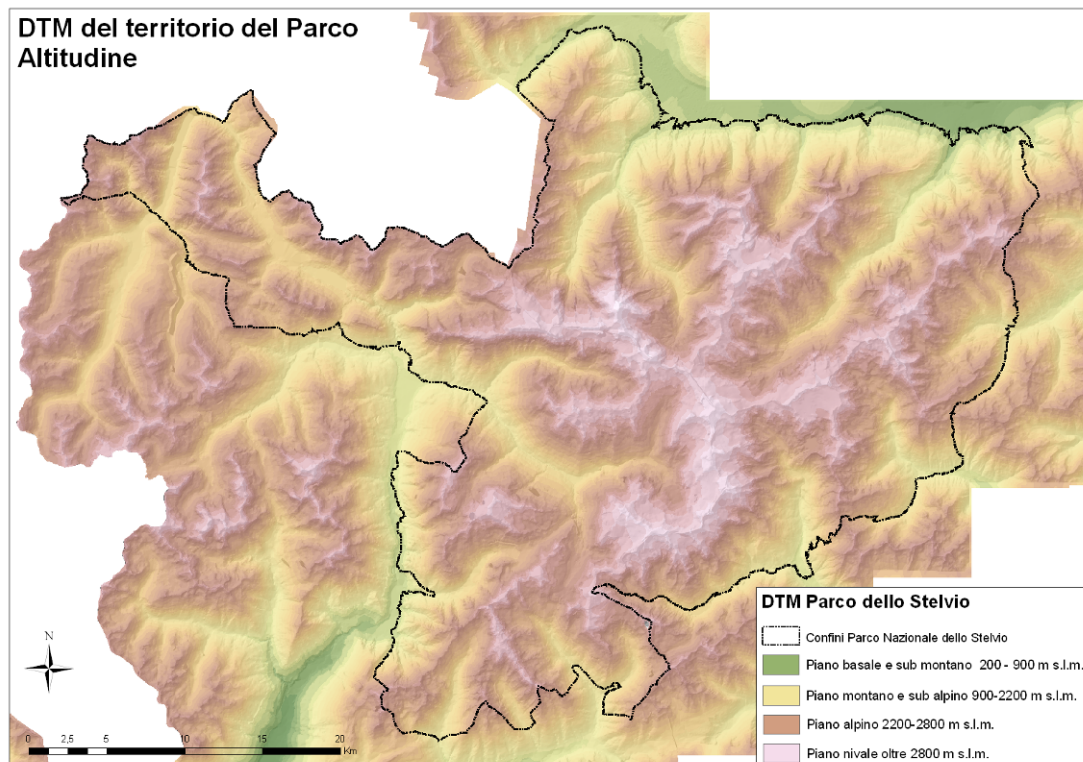 DTM del territorio del Parco
Altitudine
N
0 2,5 5 10 15 20
Km
DTM Parco dello Stelvio
Confini Parco Nazionale dello Stelvio
Piano basale e sub montano 200 - 900 m s.l.m.
Piano montano e sub alpino 900-2200 m s.l.m.
Piano alpino 2200-2800 m s.l.m.
Piano nivale oltre 2800 m s.l.m.